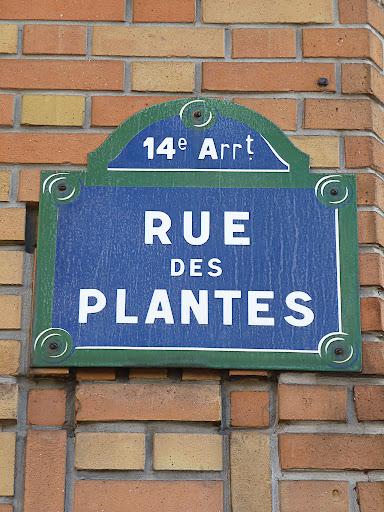 14e Arrt
RUE
DES
PLANTES